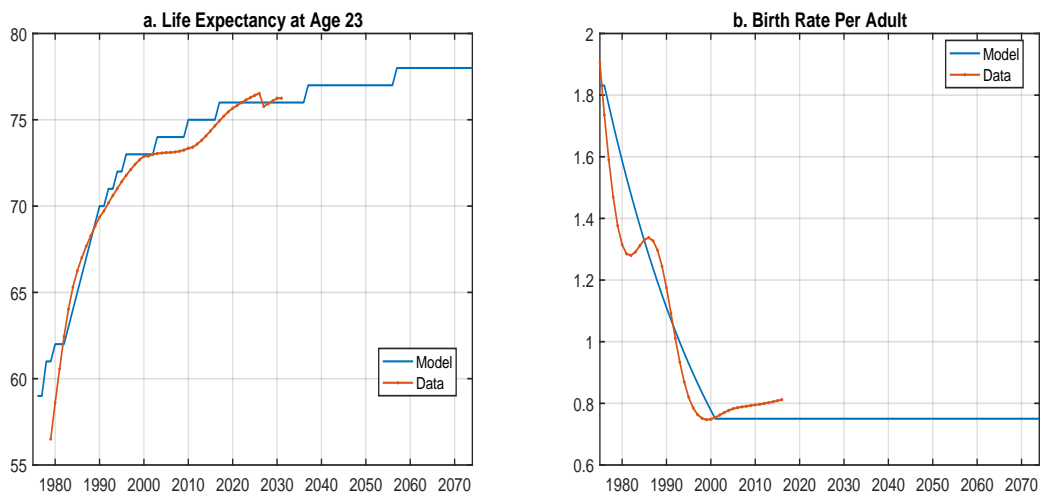 a. Life Expectancy at Age 23
80
75
70
65
60
55
1980 1990 2000 2010 2020 2030 2040 2050 2060 2070
Model
Data
b. Birth Rate Per Adult
2
1.8
1.6
1.4
1.2
1
0.8
0.6
1980 1990 2000 2010 2020 2030 2040 2050 2060 2070
Model
Data